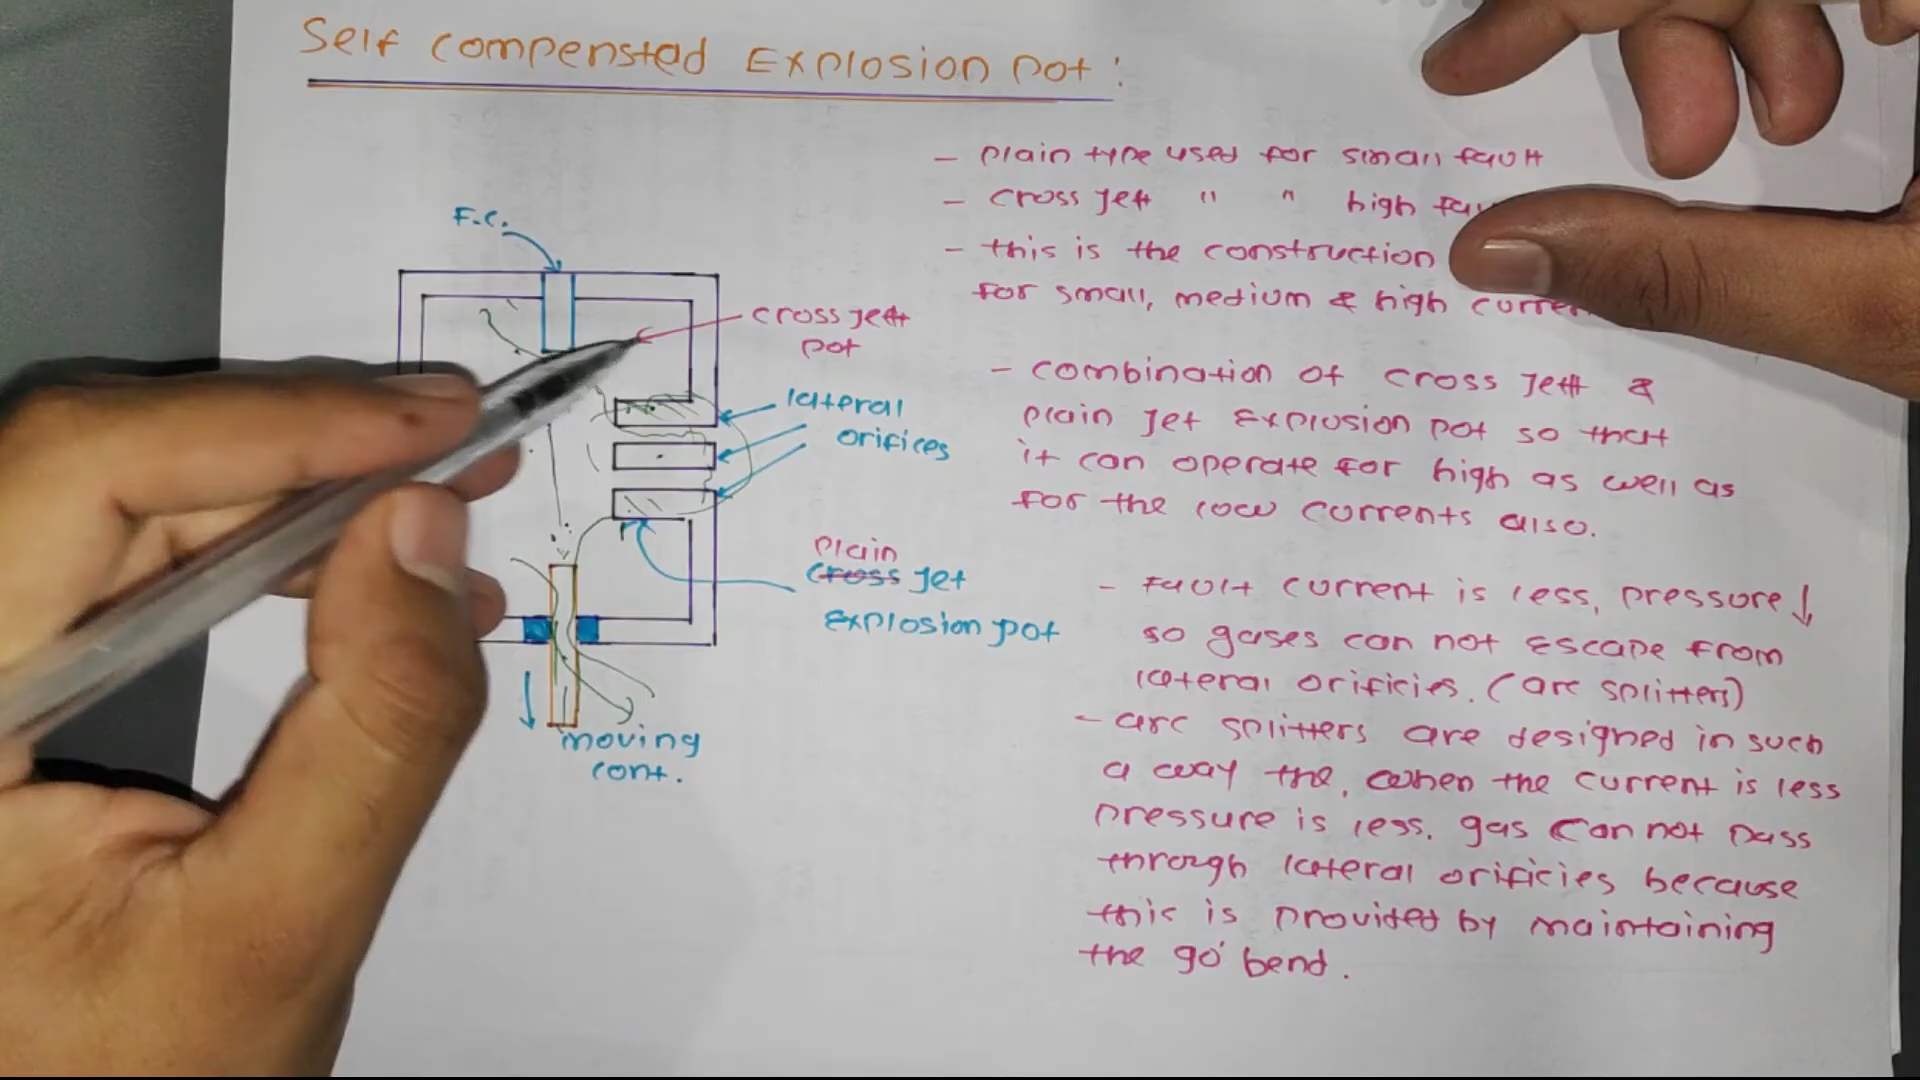 Self compensted Explosion pot :
- plain type used for small fault
- cross jett " " high fau
- this is the construction
for small, medium & high curren
- combination of cross jett &
plain jet explosion pot so that
it can operate for high as well as
for the low currents also.
- fault current is less, pressure ↓
so gases can not escape from
lateral orificies. (arc splitters)
- arc splitters are designed in such
a way the, when the current is less
pressure is less. gas can not pass
through lateral orificies because
this is provided by maintaining
the 90° bend.
F.C.
cross jett
pot
lateral
orifices
plain
cross jet
explosion pot
moving
cont.